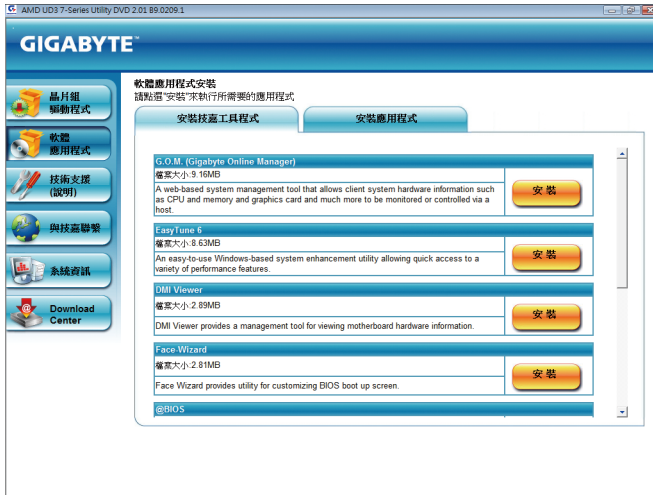 AMD UD3 7-Series Utility DVD 2.01 B9.0209.1
GIGABYTE™
晶片組
驅動程式
軟體
應用程式
技術支援
(說明)
與技嘉聯繫
系統資訊
Download
Center
軟體應用程式安裝
請點選"安裝"來執行所需要的應用程式
安裝技嘉工具程式
安裝應用程式
G.O.M. (Gigabyte Online Manager)
檔案大小:9.16MB
A web-based system management tool that allows client system hardware information such
as CPU and memory and graphics card and much more to be monitored or controlled via a
host.
安裝
EasyTune 6
檔案大小:8.63MB
An easy-to-use Windows-based system enhancement utility allowing quick access to a
variety of performance features.
安裝
DMI Viewer
檔案大小:2.89MB
DMI Viewer provides a management tool for viewing motherboard hardware information.
安裝
Face-Wizard
檔案大小:2.81MB
Face Wizard provides utility for customizing BIOS boot up screen.
安裝
@BIOS